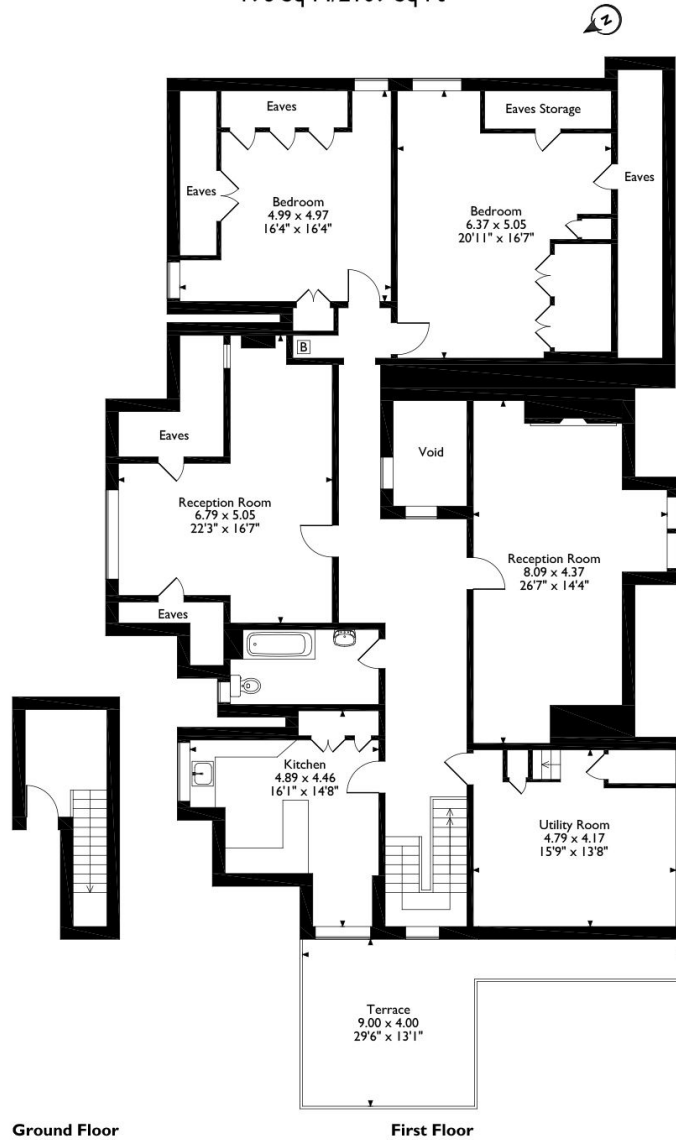 Z
Eaves
Eaves Storage
Eaves
Eaves
Bedroom
4.99 x 4.97
16'4" x 16'4"
Bedroom
6.37 x 5.05
20'11" x 16'7"
B
Eaves
Void
Reception Room
6.79 x 5.05
22'3" x 16'7"
Reception Room
8.09 x 4.37
26'7" x 14'4"
Eaves
Kitchen
4.89 x 4.46
16'1" x 14'8"
Utility Room
4.79 x 4.17
15'9" x 13'8"
Terrace
9.00 x 4.00
29'6" x 13'1"
Ground Floor
First Floor